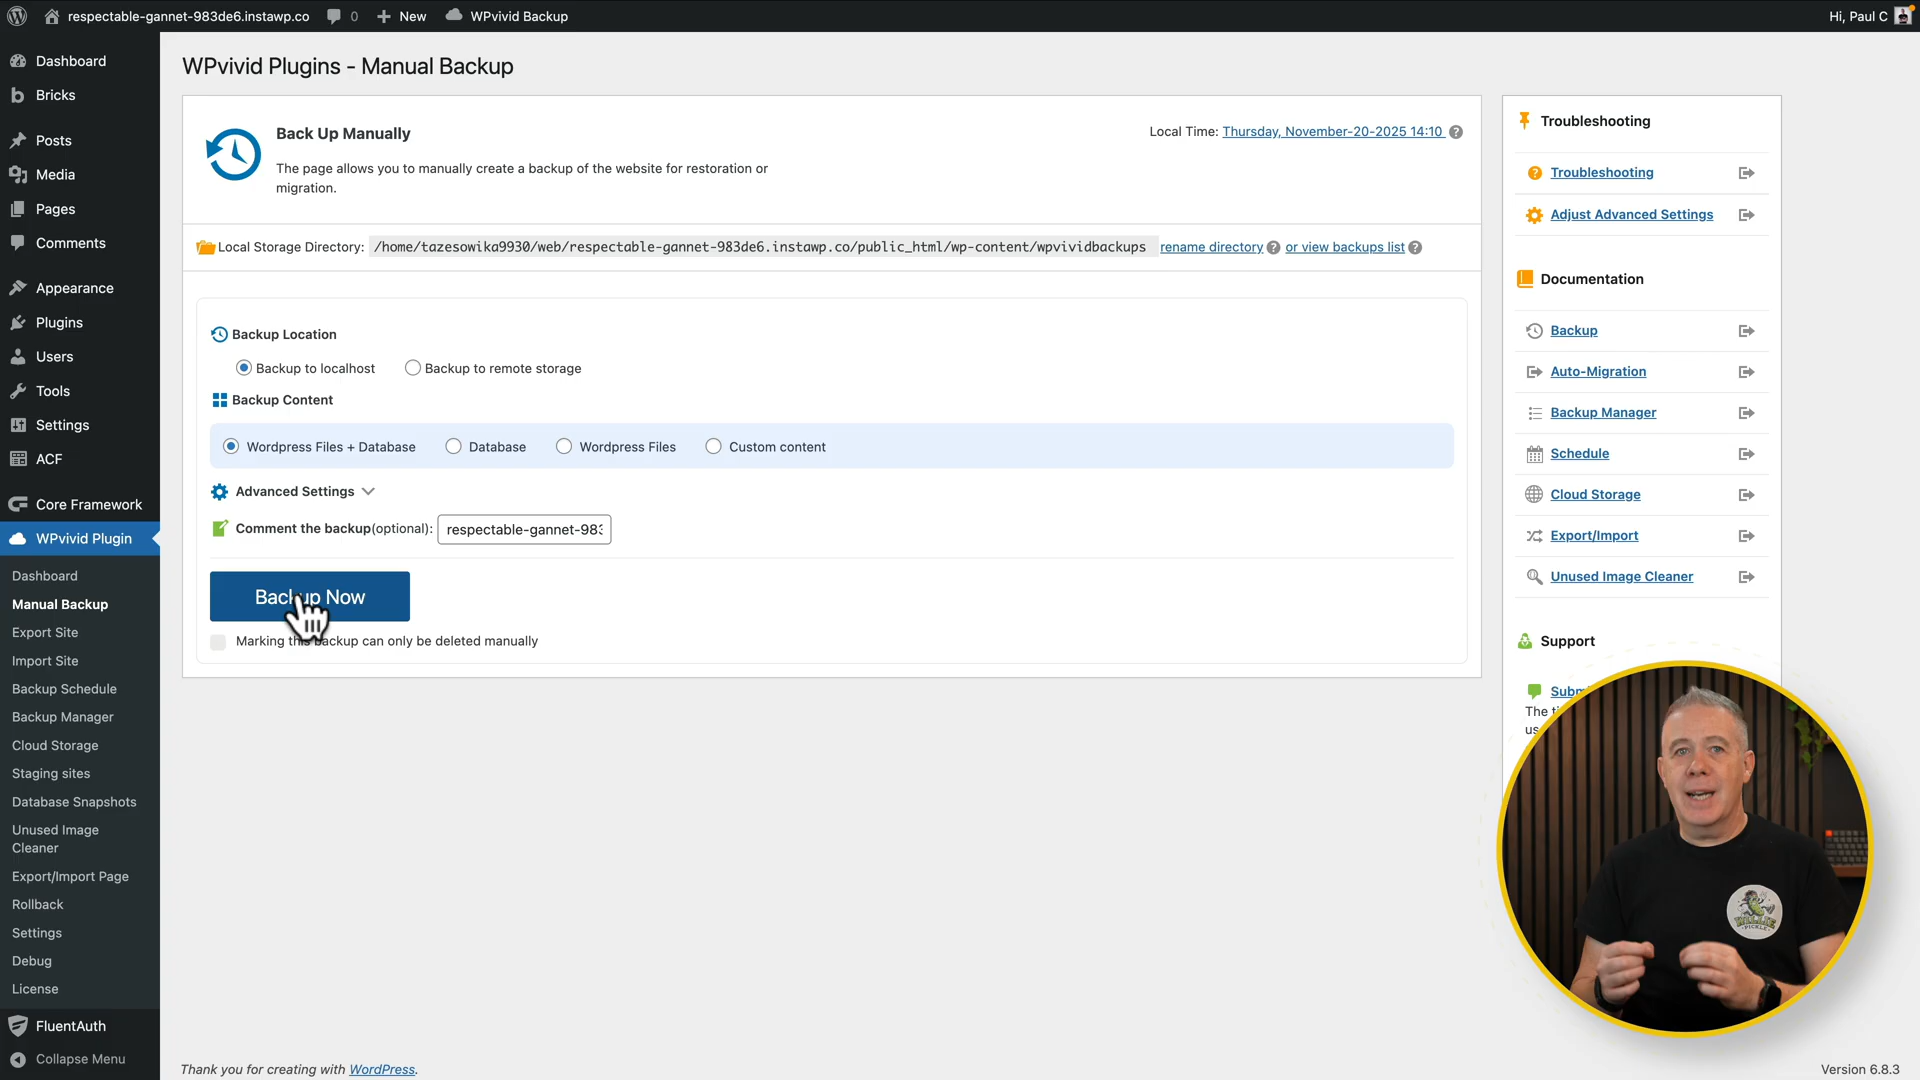 respectable-gannet-983de6.instawp.co
0
New
WPvivid Backup
Hi, Paul C
Dashboard
Bricks
Posts
Media
Pages
Comments
Appearance
Plugins
Users
Tools
Settings
ACF
Core Framework
WPvivid Plugin
Dashboard
Manual Backup
Export Site
Import Site
Backup Schedule
Backup Manager
Cloud Storage
Staging sites
Database Snapshots
Unused Image
Cleaner
Export/Import Page
Rollback
Settings
Debug
License
FluentAuth
Collapse Menu
WPvivid Plugins - Manual Backup
Back Up Manually
The page allows you to manually create a backup of the website for restoration or
migration.
Local Time: Thursday, November-20-2025 14:10
Local Storage Directory: /home/tazesowika9930/web/respectable-gannet-983de6.instawp.co/public_html/wp-content/wpvividbackups rename directory or view backups list
Backup Location
Backup to localhost Backup to remote storage
Backup Content
Wordpress Files + Database Database Wordpress Files Custom content
Advanced Settings
Comment the backup(optional): respectable-gannet-983
Backup Now
Marking this backup can only be deleted manually
Troubleshooting
Troubleshooting
Adjust Advanced Settings
Documentation
Backup
Auto-Migration
Backup Manager
Schedule
Cloud Storage
Export/Import
Unused Image Cleaner
Support
The
PICKLE
Thank you for creating with WordPress.
Version 6.8.3